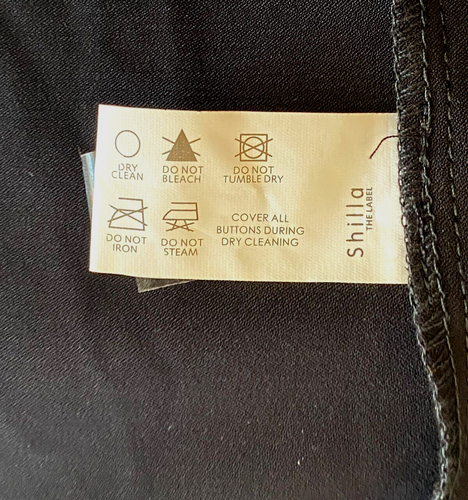 DRY
CLEAN
DO NOT
BLEACH
DO NOT
TUMBLE DRY
DO NOT
IRON
DO NOT
STEAM
COVER ALL
BUTTONS DURING
DRY CLEANING
Shilla
THE LABEL